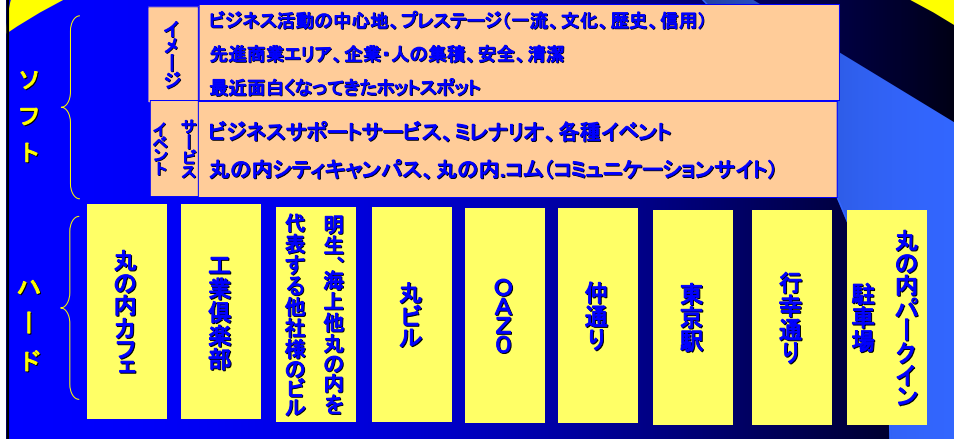 ソフト
イメージ
ビジネス活動の中心地、プレステージ（一流、文化、歴史、信用）
先進商業エリア、企業・人の集積、安全、清潔
最近面白くなってきたホットスポット
サービス
イベント
ビジネスサポートサービス、ミレナリオ、各種イベント
丸の内シティキャンパス、丸の内.コム（コミュニケーションサイト）
ハード
丸の内カフェ
工業倶楽部
明生、海上他丸の内を
代表する他社様のビル
丸ビル
OAZO
仲通り
東京駅
行幸通り
丸の内パークイン
駐車場